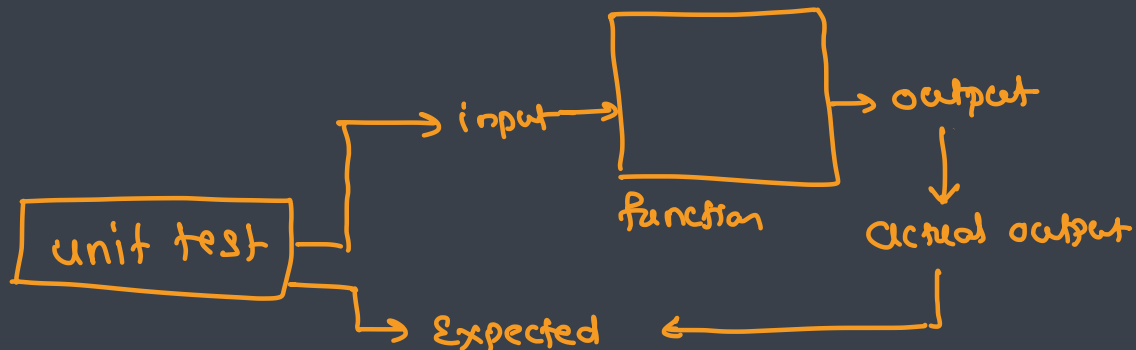 input
output
function
unit test
actual output
Expected